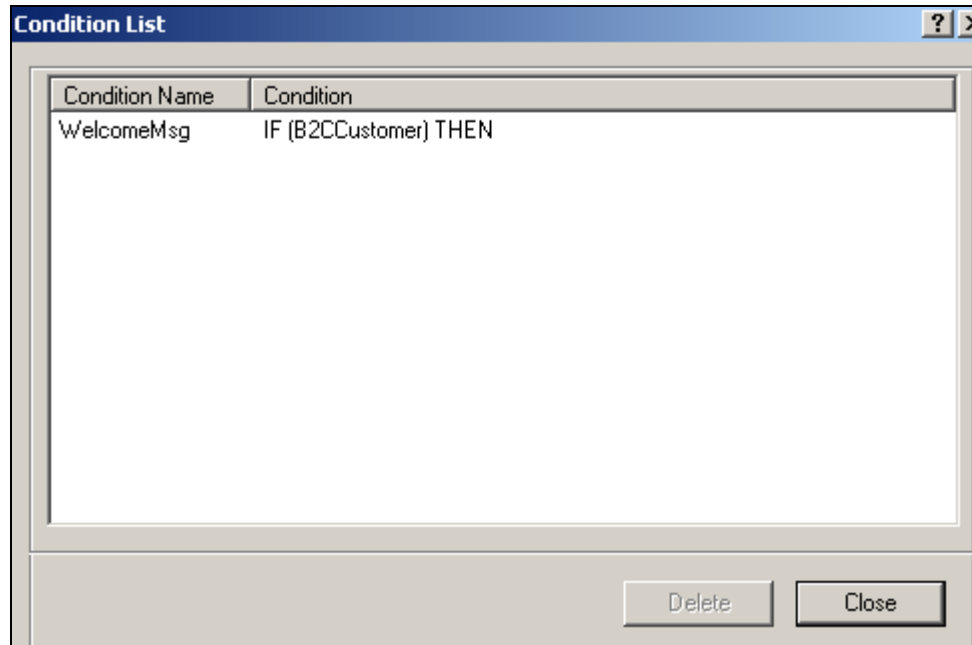 Condition List
Condition Name Condition
WelcomeMsg IF (B2CCustomer) THEN
Delete Close